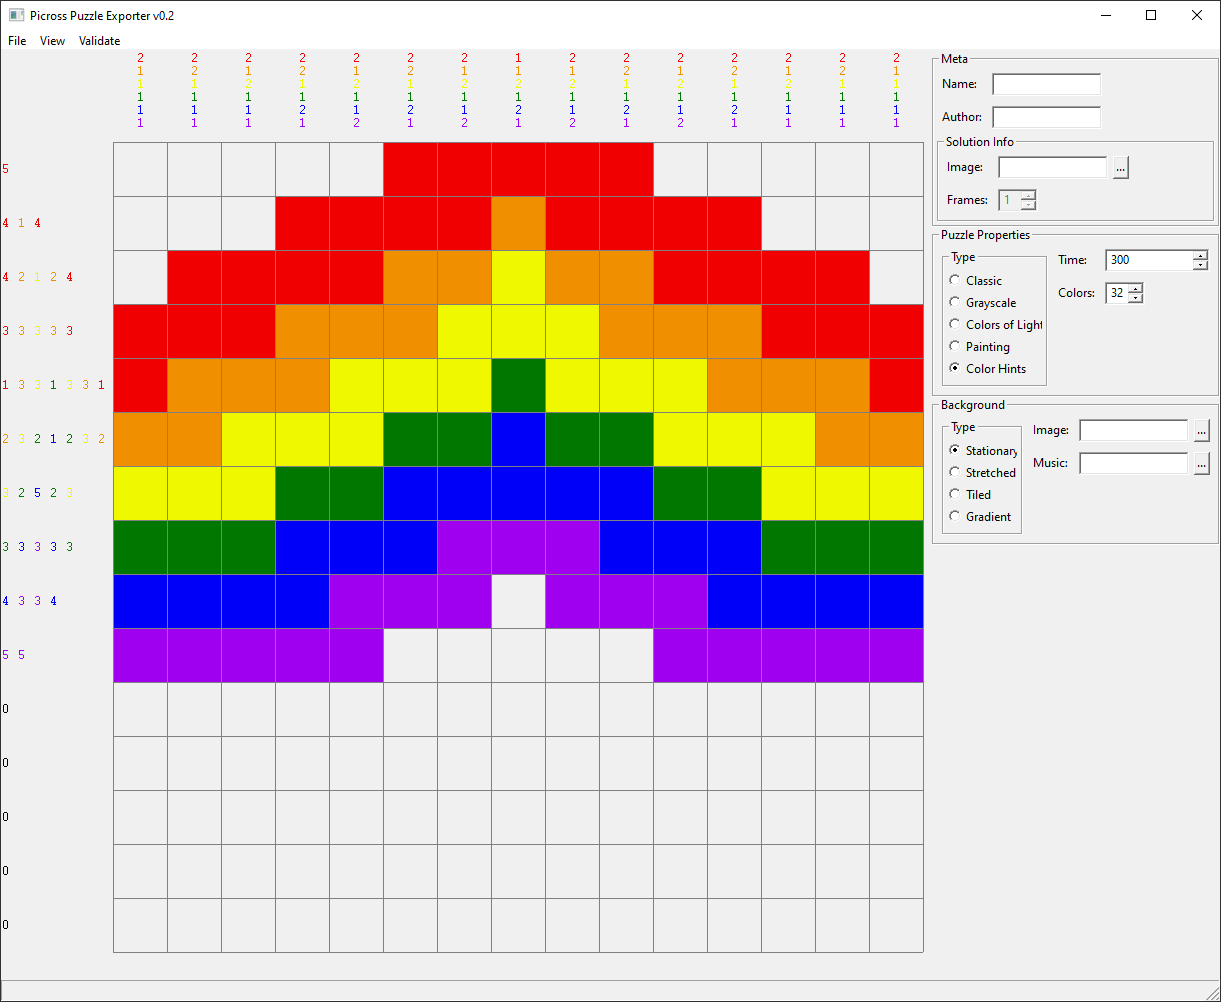 Picross Puzzle Exporter v0.2
File View Validate
2 2 2 2 2 2 2 1 2 2 2 2 2 2 2
1 2 1 2 1 2 1 1 1 2 1 2 1 2 1
1 1 2 1 2 1 2 2 2 1 2 1 2 1 1
1 1 1 1 1 1 1 1 1 1 1 1 1 1 1
1 1 1 2 1 2 1 2 1 2 1 2 1 1 1
1 1 1 1 2 1 2 1 2 1 2 1 1 1 1
5
4 1 4
4 2 1 2 4
3 3 3 3 3
1 3 3 1 3 3 1
2 3 2 1 2 3 2
3 2 5 2 3
3 3 3 3 3
4 3 3 4
5 5
0
0
0
0
0
Meta
Name:
Author:
Solution Info
Image: ...
Frames: 1
Puzzle Properties
Type
Classic
Grayscale
Colors of Light
Painting
Color Hints
Time: 300
Colors: 32
Background
Type
Stationary
Stretched
Tiled
Gradient
Image: ...
Music: ...